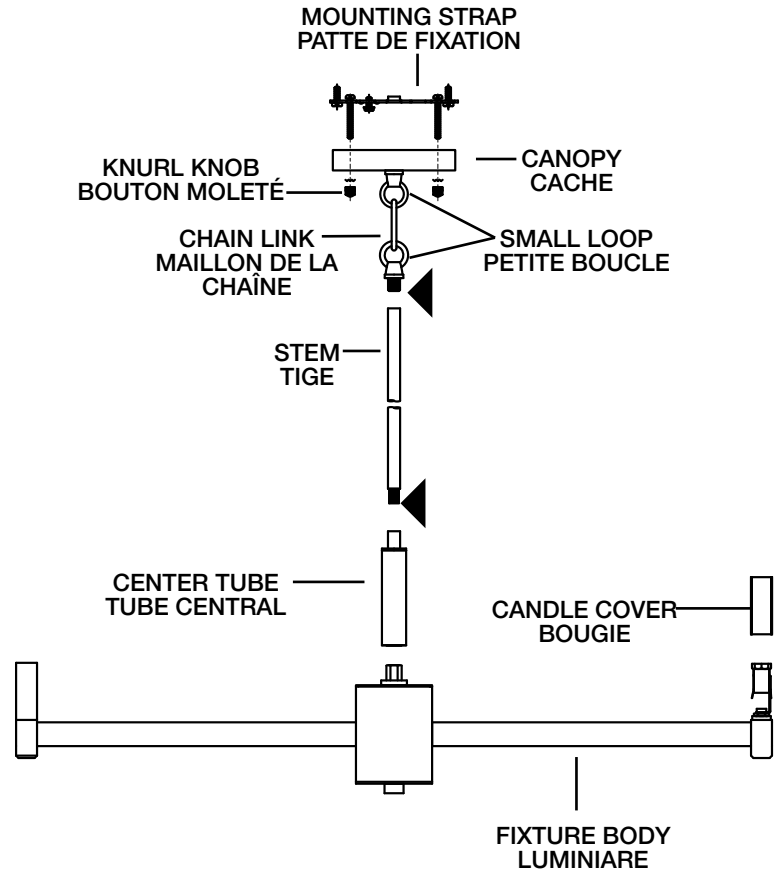 MOUNTING STRAP
PATTE DE FIXATION
KNURL KNOB
BOUTON MOLETÉ
CANOPY
CACHE
CHAIN LINK
MAILLON DE LA
CHAÎNE
SMALL LOOP
PETITE BOUCLE
STEM
TIGE
CENTER TUBE
TUBE CENTRAL
CANDLE COVER
BOUGIE
FIXTURE BODY
LUMINIARE